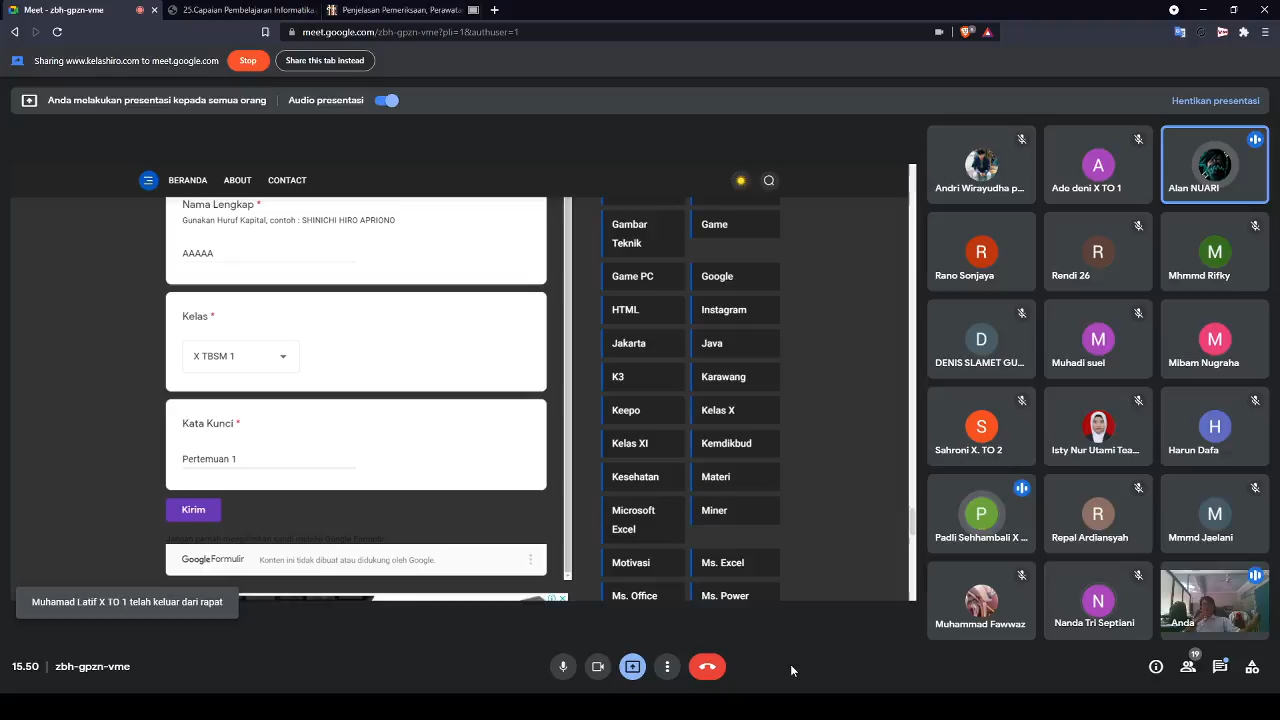 Meet - zbh-gpzn-vme
25.Capaian Pembelajaran Informatika.
Penjelasan Pemeriksaan, Perawata
meet.google.com/zbh-gpzn-vme?pli=1&authuser=1
Sharing www.kelashiro.com to meet.google.com
Stop
Share this tab instead
Anda melakukan presentasi kepada semua orang
Audio presentasi
Hentikan presentasi
BERANDA
ABOUT
CONTACT
Nama Lengkap *
Gunakan Huruf Kapital, contoh : SHINICHI HIRO APRIONO
AAAAA
Kelas *
X TBSM 1
Kata Kunci *
Pertemuan 1
Kirim
Jangan pernah mengirimkan sandi melalui Google Formulir.
Google Formulir
Konten ini tidak dibuat atau didukung oleh Google.
Gambar
Teknik
Game
Game PC
Google
HTML
Instagram
Jakarta
Java
K3
Karawang
Keepo
Kelas X
Kelas XI
Kemdikbud
Kesehatan
Materi
Microsoft
Excel
Miner
Motivasi
Ms. Excel
Ms. Office
Ms. Power
Andri Wirayudha p...
Ade deni X TO 1
Alan NUARI
R
Rano Sonjaya
R
Rendi 26
M
Mhmmd Rifky
D
DENIS SLAMET GU...
M
Muhadi suel
M
Mibam Nugraha
S
Sahroni X. TO 2
Isty Nur Utami Tea...
H
Harun Dafa
P
Padli Sehhambali X ...
R
Repal Ardiansyah
M
Mmmd Jaelani
Muhammad Fawwaz
N
Nanda Tri Septiani
Anda
A
Muhamad Latif X TO 1 telah keluar dari rapat
15.50 | zbh-gpzn-vme
19